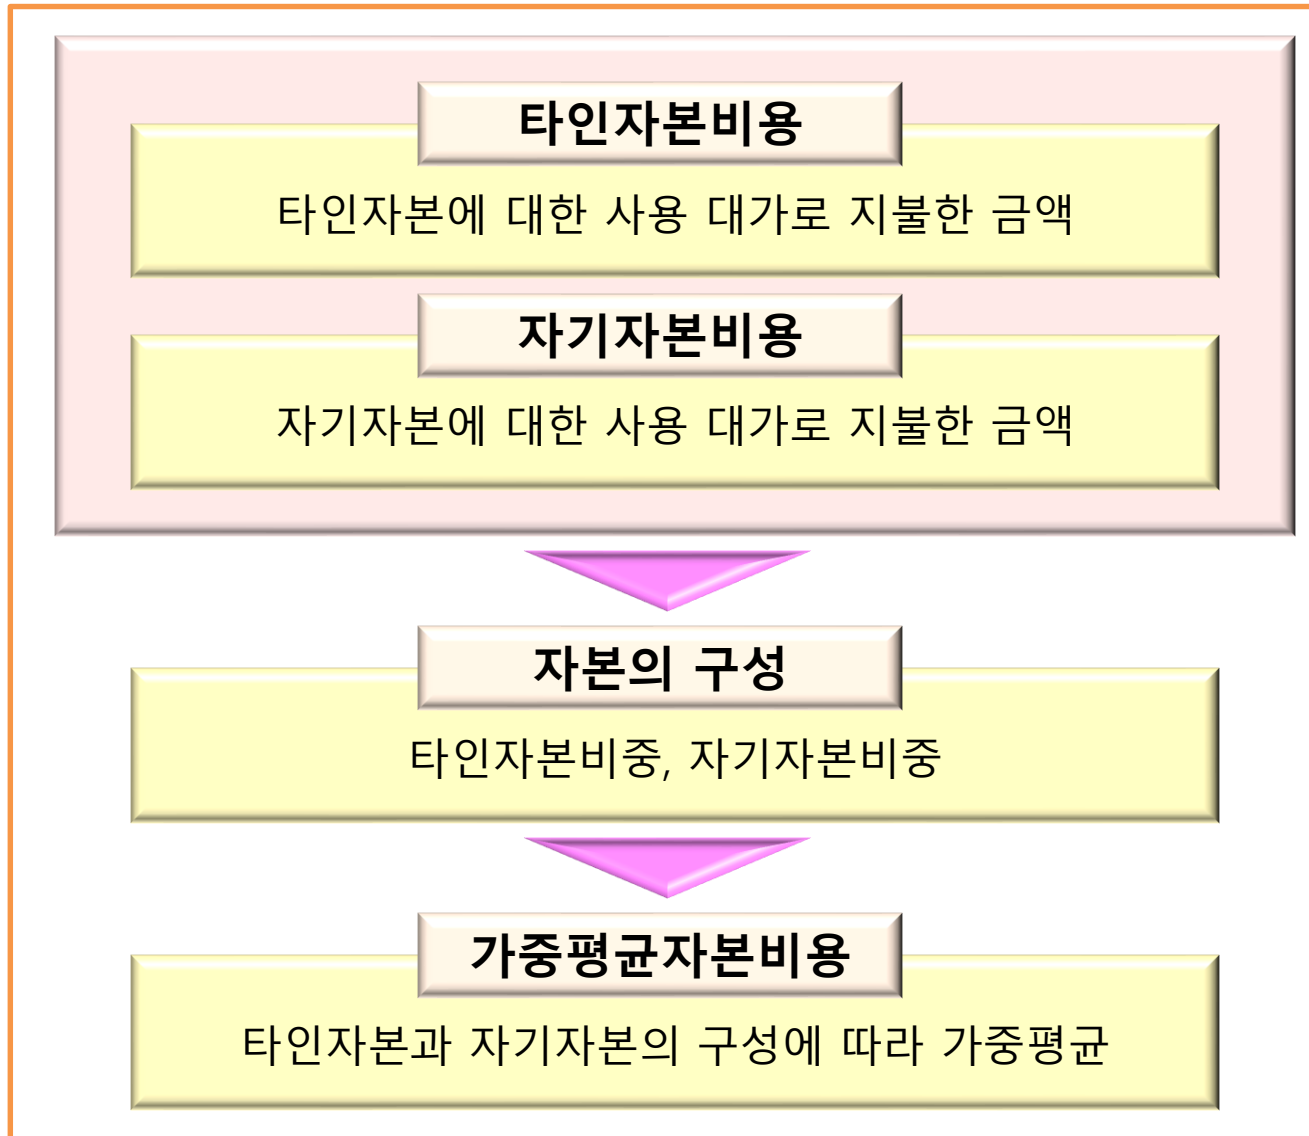 타인자본비용
타인자본에 대한 사용 대가로 지불한 금액
자기자본비용
자기자본에 대한 사용 대가로 지불한 금액
자본의 구성
타인자본비중, 자기자본비중
가중평균자본비용
타인자본과 자기자본의 구성에 따라 가중평균